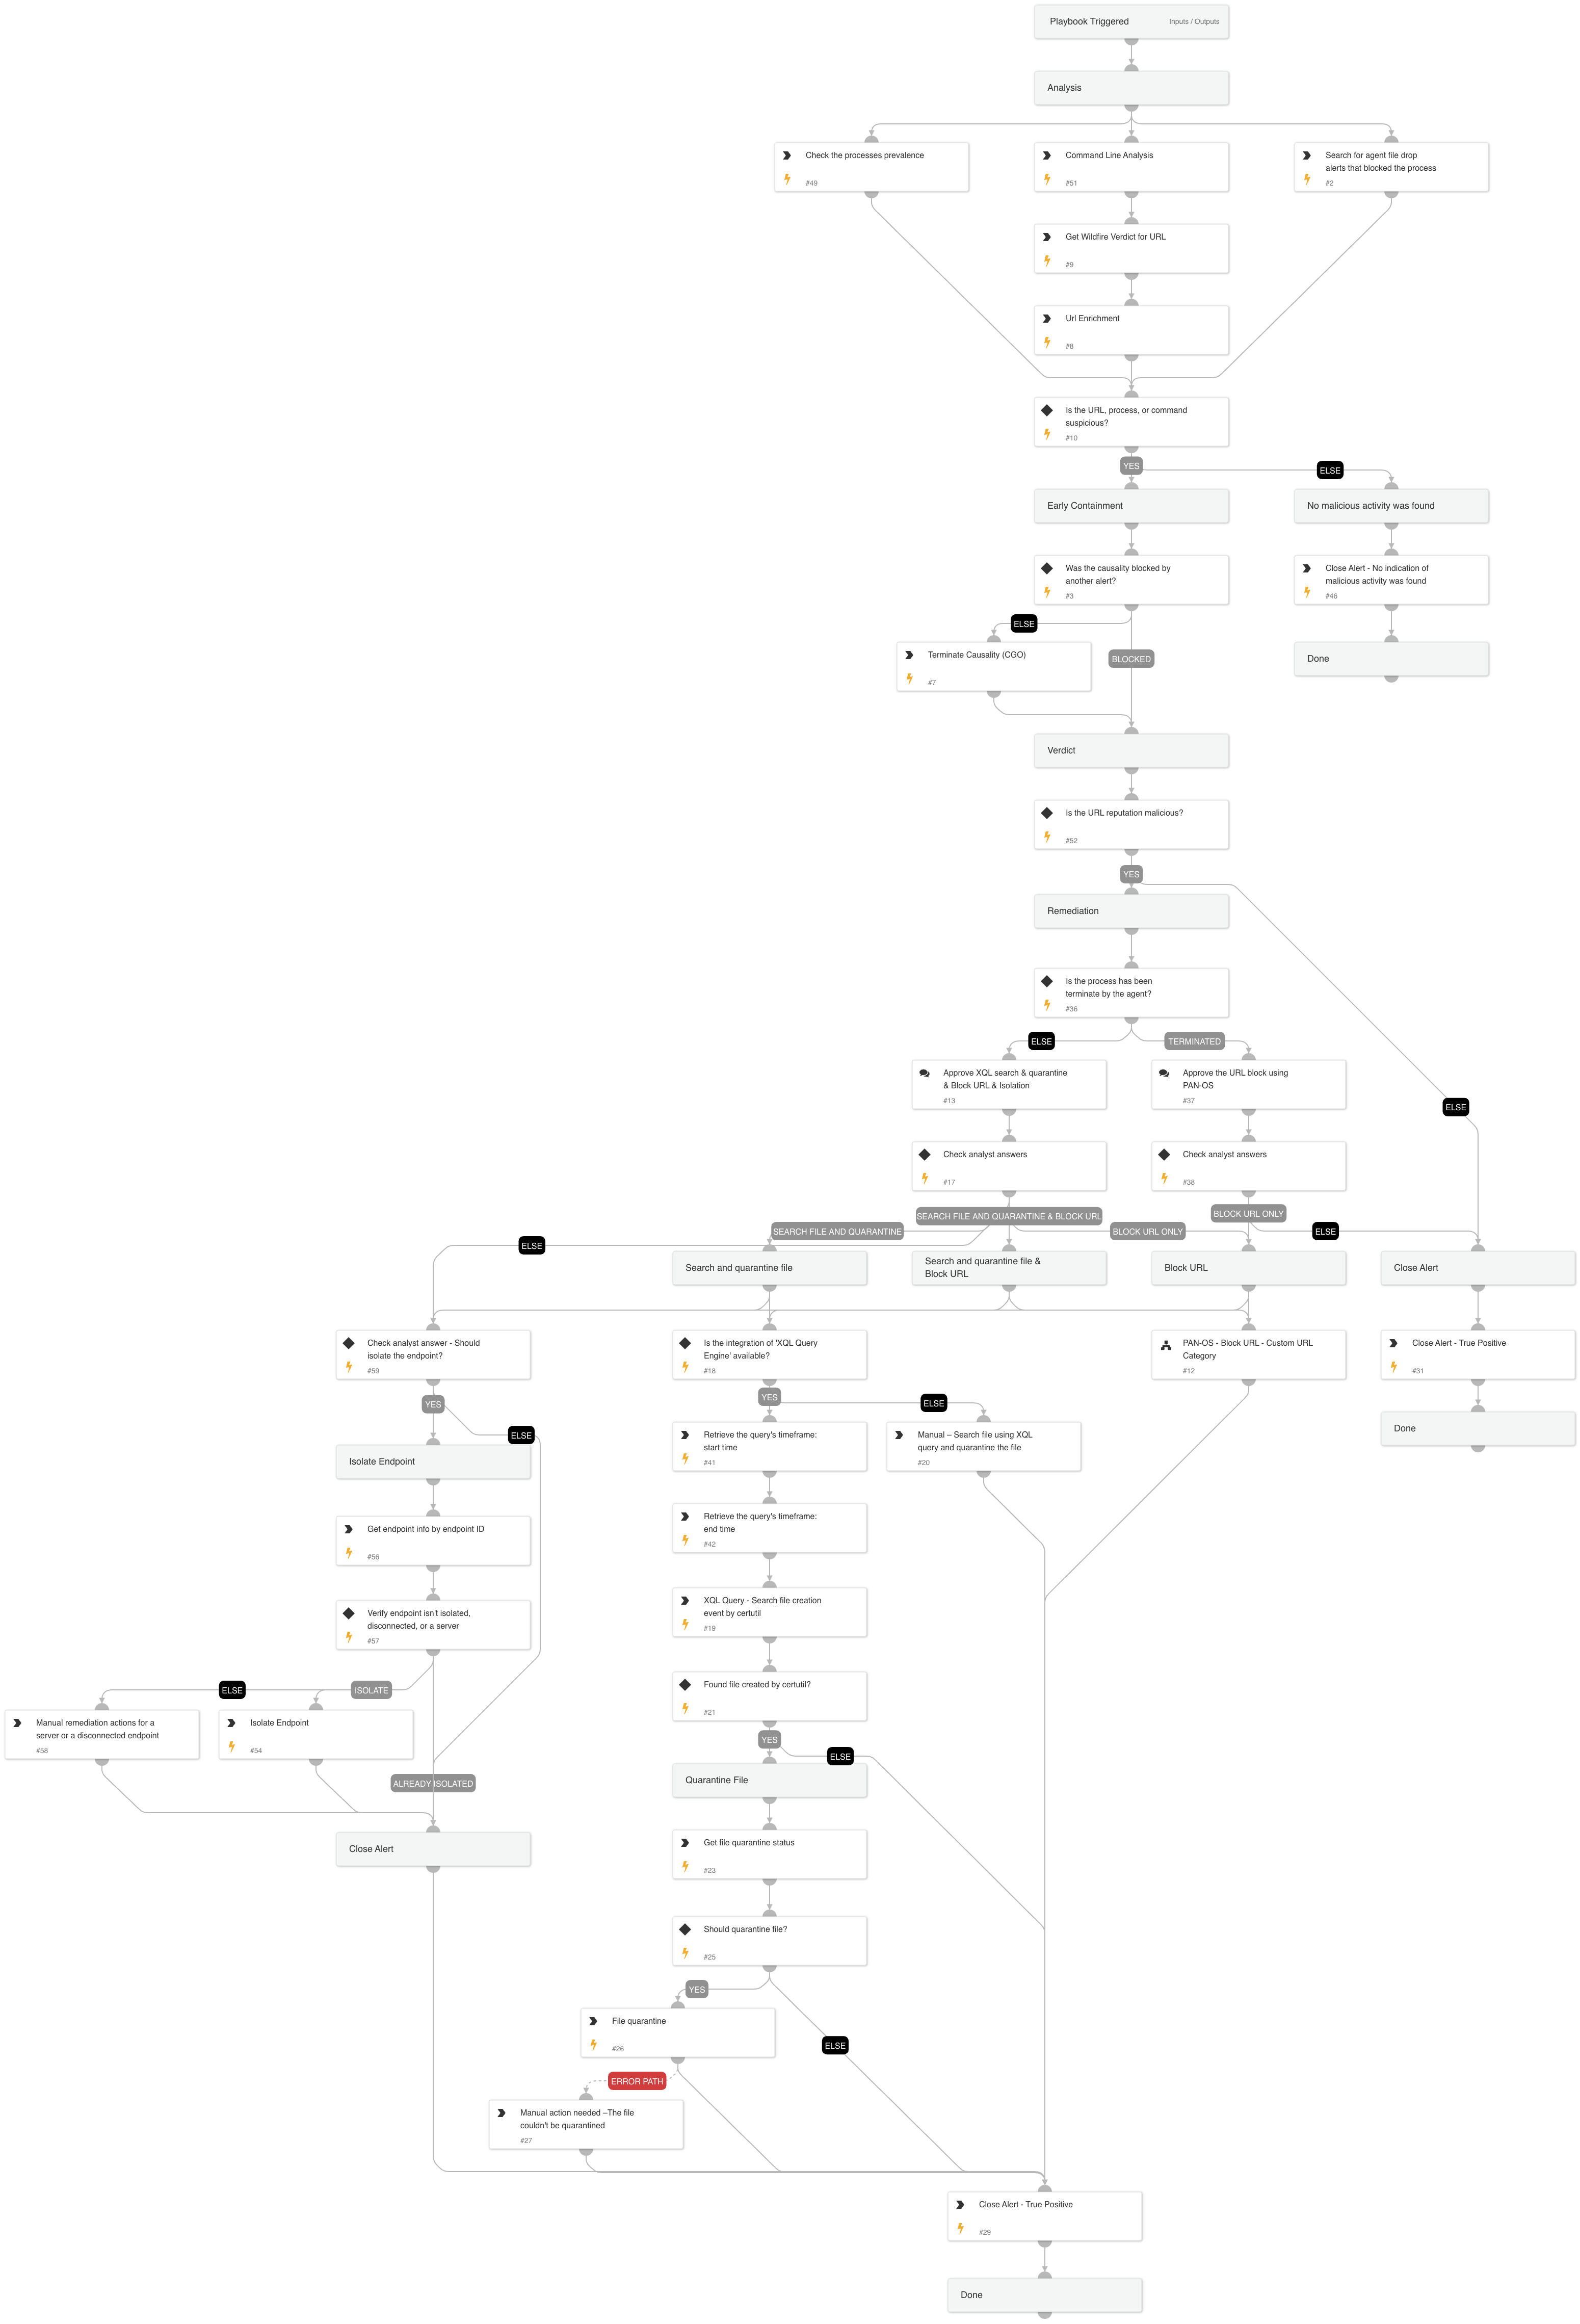 Playbook Triggered
Inputs / Outputs
Analysis
Check the processes prevalence
#49
Command Line Analysis
#51
Search for agent file drop
alerts that blocked the process
#2
Get Wildfire Verdict for URL
#9
Url Enrichment
#8
Is the URL, process, or command
suspicious?
#10
YES
ELSE
Early Containment
No malicious activity was found
Was the causality blocked by
another alert?
#3
Close Alert - No indication of
malicious activity was found
#46
ELSE
BLOCKED
Terminate Causality (CGO)
#7
Done
Verdict
Is the URL reputation malicious?
#52
YES
Remediation
Is the process has been
terminate by the agent?
#36
ELSE
TERMINATED
Approve XQL search & quarantine
& Block URL & Isolation
#13
Approve the URL block using
PAN-OS
#37
ELSE
Check analyst answers
#17
Check analyst answers
#38
SEARCH FILE AND QUARANTINE & BLOCK URL
BLOCK URL ONLY
SEARCH FILE AND QUARANTINE
BLOCK URL ONLY
ELSE
ELSE
Search and quarantine file
Search and quarantine file &
Block URL
Block URL
Close Alert
Check analyst answer - Should
isolate the endpoint?
#59
Is the integration of 'XQL Query
Engine' available?
#18
PAN-OS - Block URL - Custom URL
Category
#12
Close Alert - True Positive
#31
YES
YES
ELSE
ELSE
Isolate Endpoint
Retrieve the query's timeframe:
start time
#41
Manual – Search file using XQL
query and quarantine the file
#20
Done
Get endpoint info by endpoint ID
#56
Retrieve the query's timeframe:
end time
#42
Verify endpoint isn't isolated,
disconnected, or a server
#57
XQL Query - Search file creation
event by certutil
#19
ELSE
ISOLATE
Found file created by certutil?
#21
Manual remediation actions for a
server or a disconnected endpoint
#58
Isolate Endpoint
#54
YES
ELSE
ALREADY ISOLATED
Quarantine File
Close Alert
Get file quarantine status
#23
Should quarantine file?
#25
YES
File quarantine
#26
ELSE
ERROR PATH
Manual action needed –The file
couldn't be quarantined
#27
Close Alert - True Positive
#29
Done